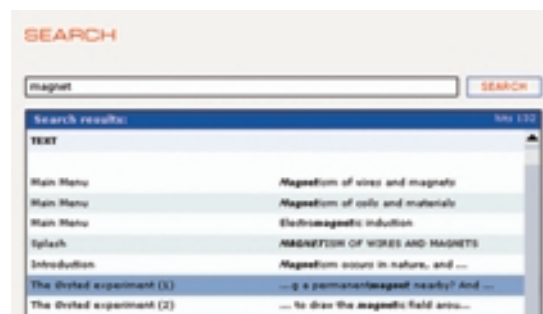 SEARCH
magnet SEARCH
Search results: hits 132
TEXT
Main Menu Magnetism of wires and magnets
Main Menu Magnetism of coils and materials
Main Menu Electromagnetic induction
Splash MAGNETISM OF WIRES AND MAGNETS
Introduction Magnetism occurs in nature, and ...
The Ørsted experiment (1) ...g a permanent magnet nearby? And ...
The Ørsted experiment (2) ... to draw the magnetic field arou...